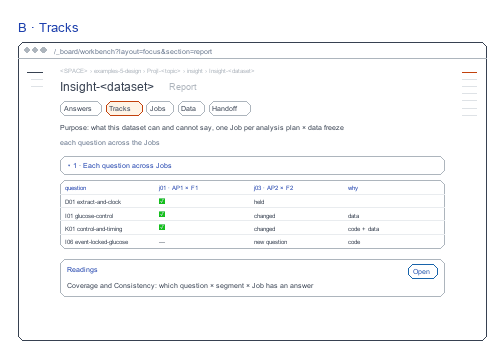 B · Tracks
/_board/workbench?layout=focus&section=report
<SPACE> › examples-5-design › Proj-<topic> › insight › Insight-<dataset>
Insight-<dataset> Report
Answers Tracks Jobs Data Handoff
Purpose: what this dataset can and cannot say, one Job per analysis plan × data freeze
each question across the Jobs
• 1 · Each question across Jobs
question j01 · AP1 × F1 j03 · AP2 × F2 why
D01 extract-and-clock ✅ held
I01 glucose-control ✅ changed data
K01 control-and-timing ✅ changed code + data
I06 event-locked-glucose — new question code
Readings Open
Coverage and Consistency: which question × segment × Job has an answer